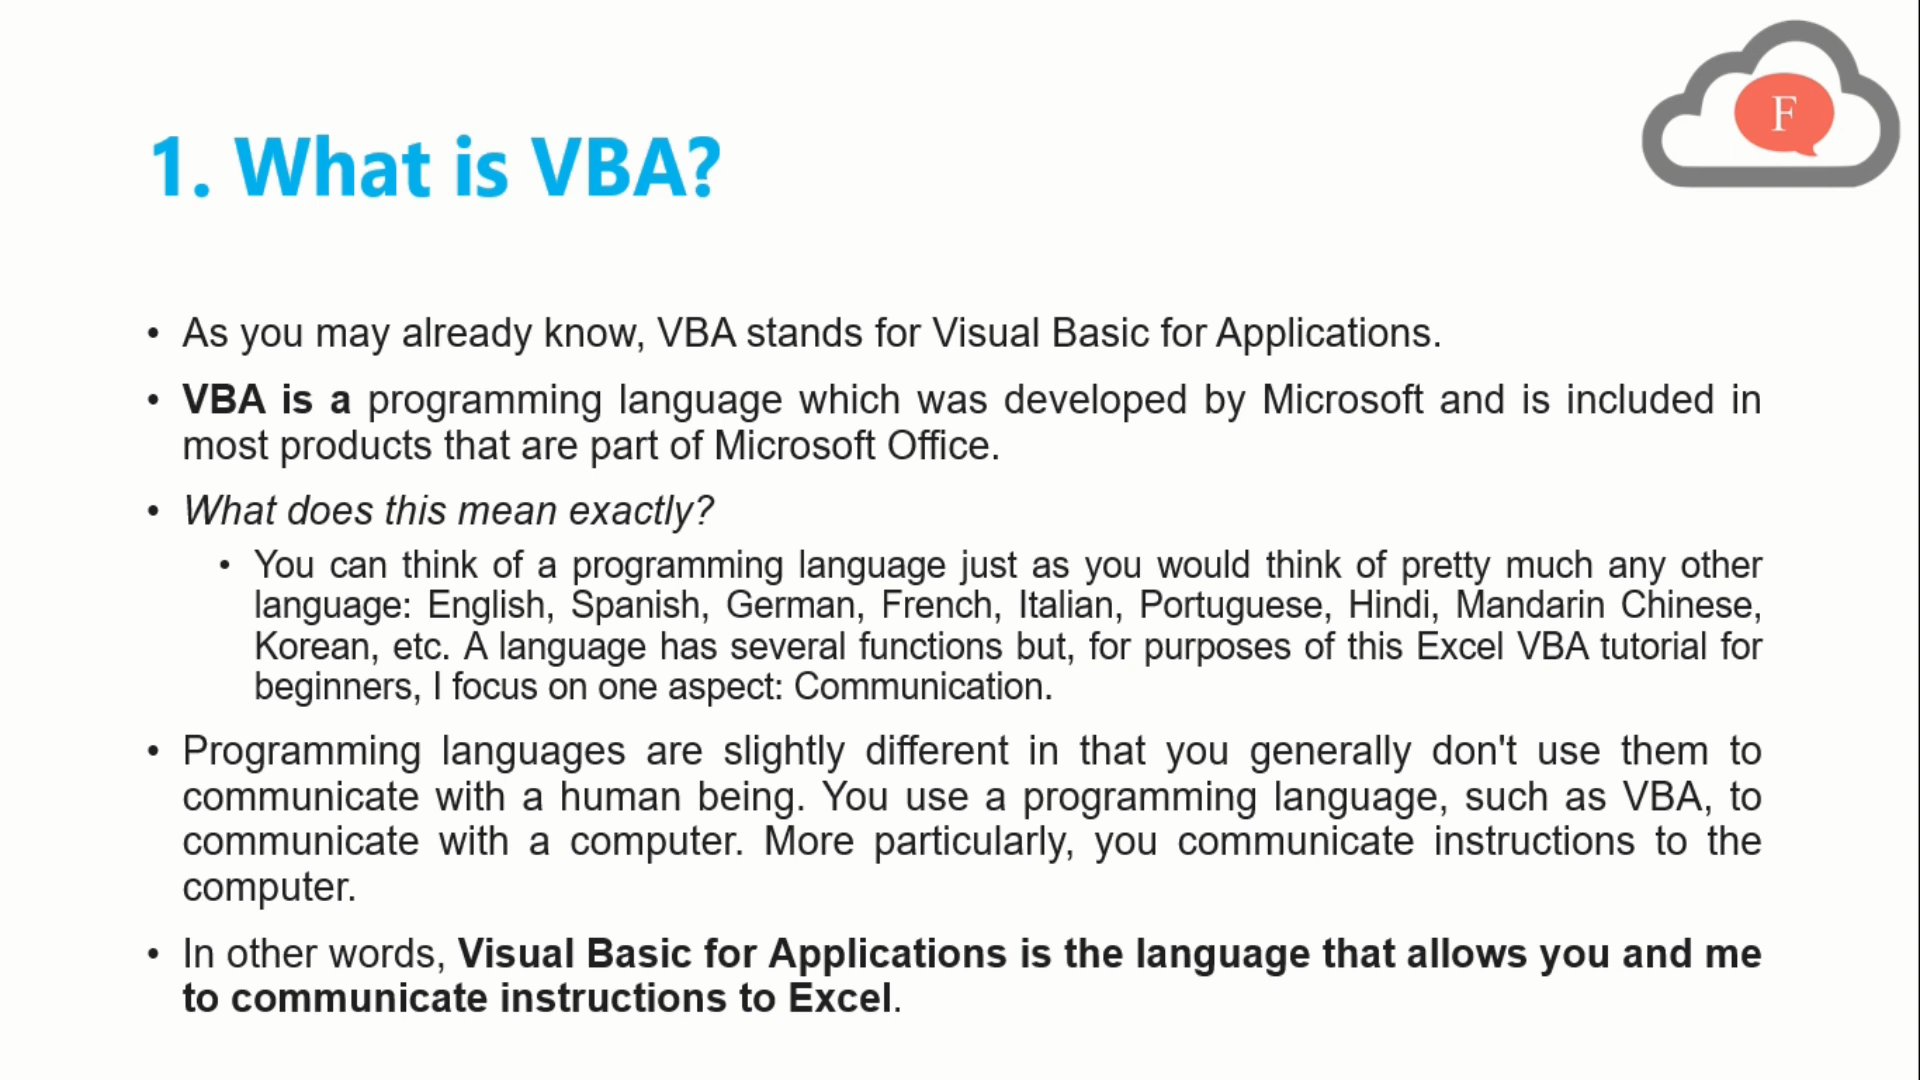 F
1. What is VBA?
• As you may already know, VBA stands for Visual Basic for Applications.
• VBA is a programming language which was developed by Microsoft and is included in
most products that are part of Microsoft Office.
• What does this mean exactly?
• You can think of a programming language just as you would think of pretty much any other
language: English, Spanish, German, French, Italian, Portuguese, Hindi, Mandarin Chinese,
Korean, etc. A language has several functions but, for purposes of this Excel VBA tutorial for
beginners, I focus on one aspect: Communication.
• Programming languages are slightly different in that you generally don't use them to
communicate with a human being. You use a programming language, such as VBA, to
communicate with a computer. More particularly, you communicate instructions to the
computer.
• In other words, Visual Basic for Applications is the language that allows you and me
to communicate instructions to Excel.